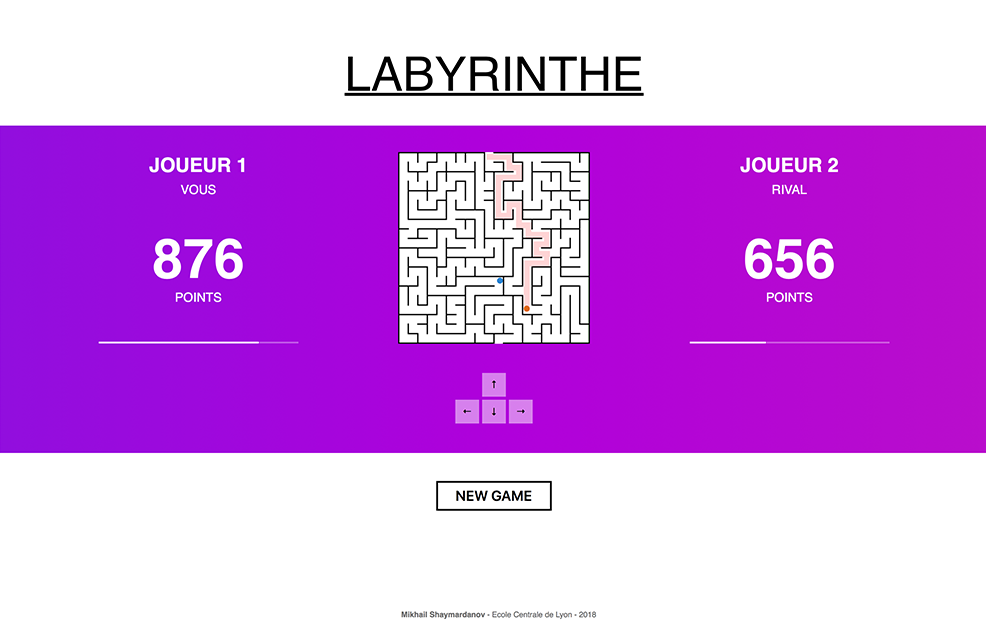 LABYRINTHE
JOUEUR 1
VOUS
876
POINTS
JOUEUR 2
RIVAL
656
POINTS
↑
← ↓ →
NEW GAME
Mikhail Shaymardanov - Ecole Centrale de Lyon - 2018